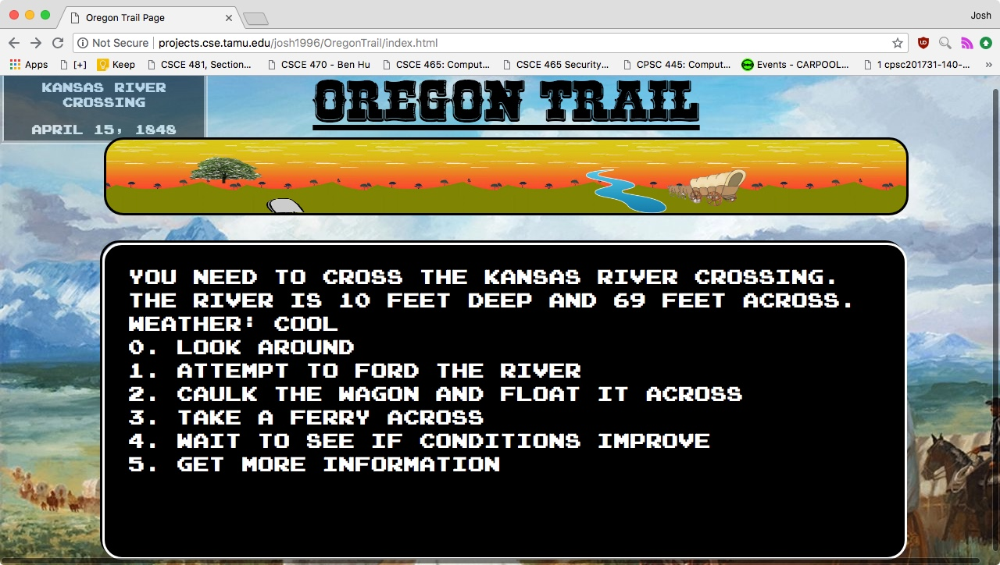 Oregon Trail Page
Josh
Not Secure projects.cse.tamu.edu/josh1996/OregonTrail/index.html
UD
Apps [+] Keep CSCE 481, Section... CSCE 470 - Ben Hu CSCE 465: Comput... CSCE 465 Security... CPSC 445: Comput... Events - CARPOOL... 1 cpsc201731-140-... »
KANSAS RIVER
CROSSING
APRIL 15, 1848
OREGON TRAIL
YOU NEED TO CROSS THE KANSAS RIVER CROSSING.
THE RIVER IS 10 FEET DEEP AND 69 FEET ACROSS.
WEATHER: COOL
0. LOOK AROUND
1. ATTEMPT TO FORD THE RIVER
2. CAULK THE WAGON AND FLOAT IT ACROSS
3. TAKE A FERRY ACROSS
4. WAIT TO SEE IF CONDITIONS IMPROVE
5. GET MORE INFORMATION